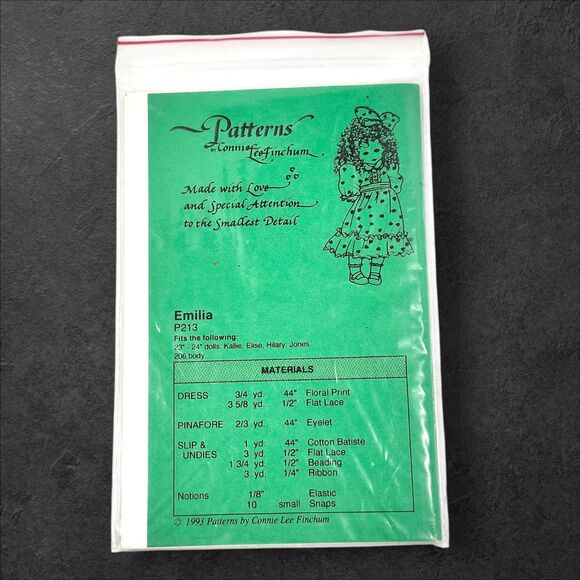 Patterns
by Connie Lee Finchum
Made with Love
and Special Attention
to the Smallest Detail
Emilia
P213
Fits the following:
23" - 24" dolls: Kallie, Elise, Hilary, Jones
206 body
MATERIALS
DRESS 3/4 yd. 44" Floral Print
3 5/8 yd. 1/2" Flat Lace
PINAFORE 2/3 yd. 44" Eyelet
SLIP & 1 yd 44" Cotton Batiste
UNDIES 3 yd. 1/2" Flat Lace
1 3/4 yd. 1/2" Beading
3 yd. 1/4" Ribbon
Notions 1/8" Elastic
10 small Snaps
© 1993 Patterns by Connie Lee Finchum